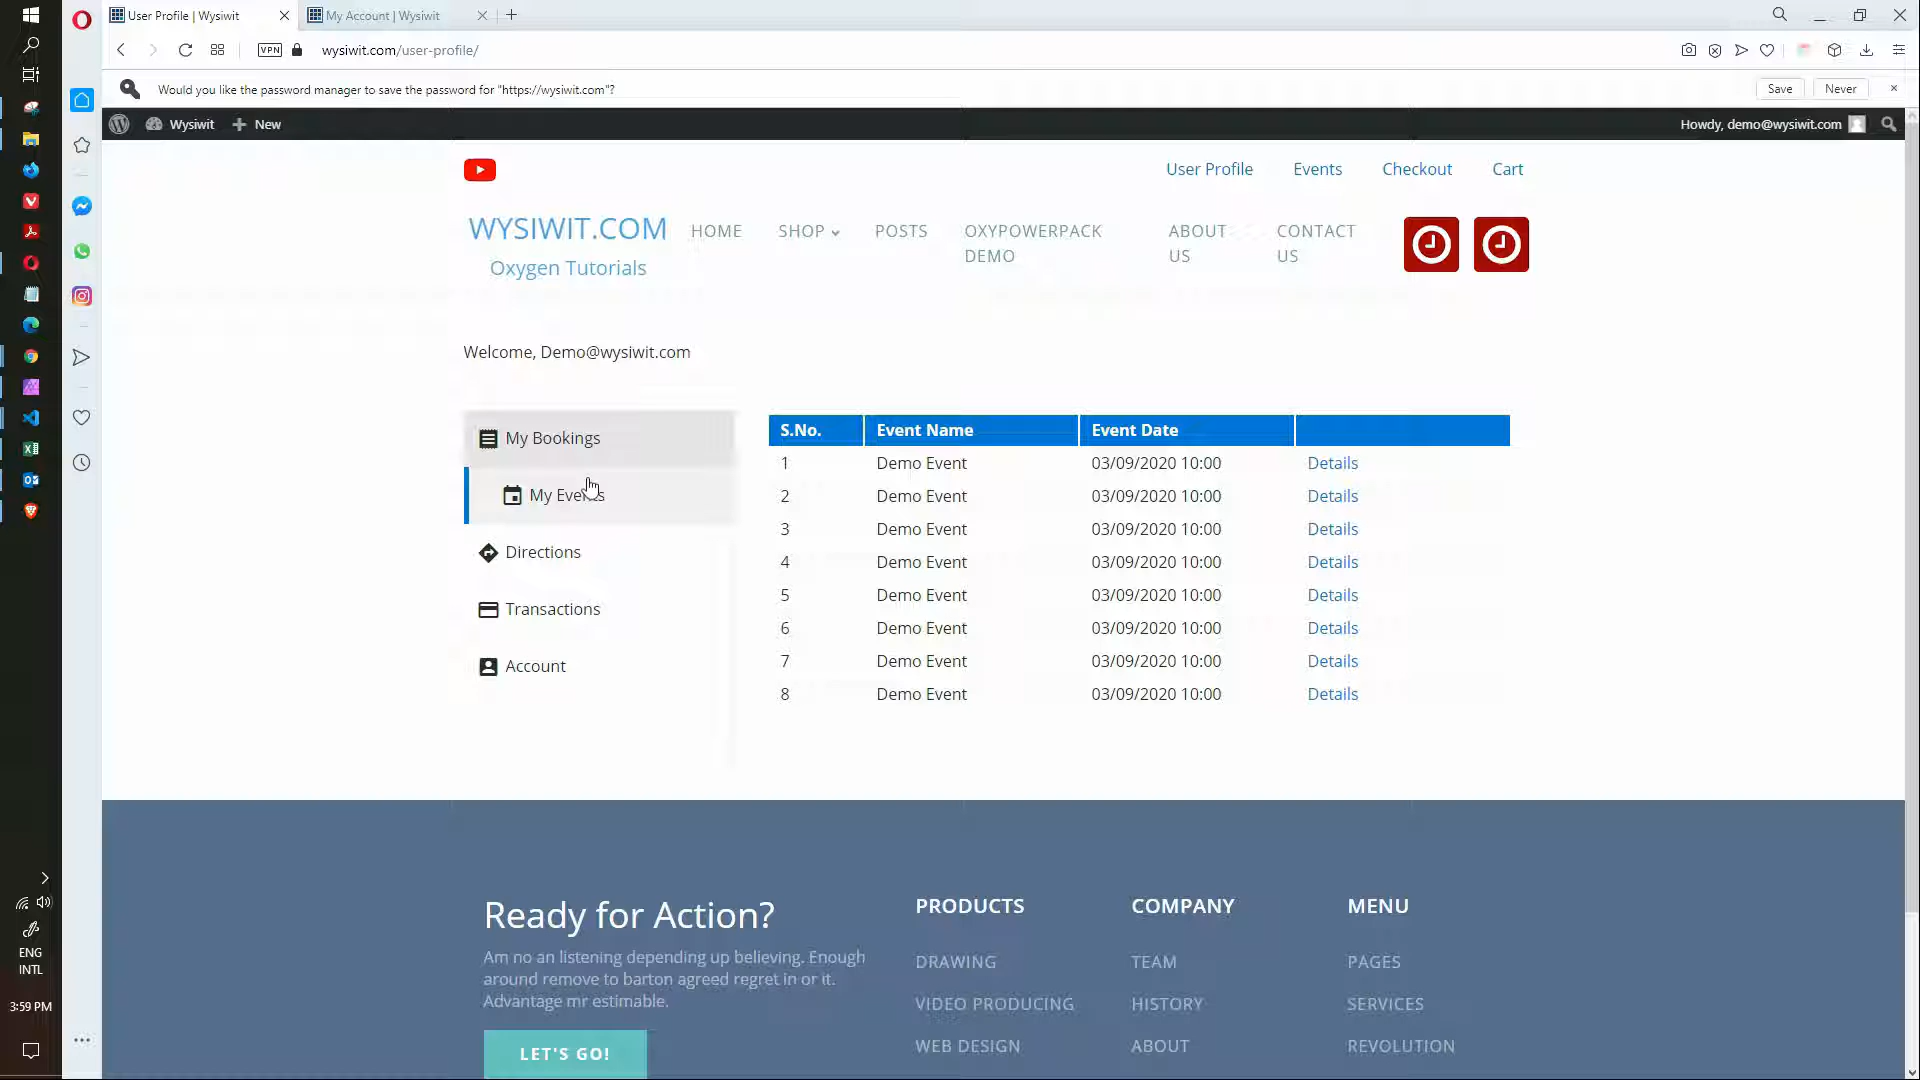 User Profile | Wysiwit
My Account | Wysiwit
VPN
wysiwit.com/user-profile/
Would you like the password manager to save the password for "https://wysiwit.com"?
Save
Never
Wysiwit
New
Howdy, demo@wysiwit.com
User Profile
Events
Checkout
Cart
WYSIWIT.COM
Oxygen Tutorials
HOME
SHOP
POSTS
OXYPOWERPACK
DEMO
ABOUT
US
CONTACT
US
Welcome, Demo@wysiwit.com
My Bookings
My Events
Directions
Transactions
Account
S.No. Event Name Event Date
1 Demo Event 03/09/2020 10:00 Details
2 Demo Event 03/09/2020 10:00 Details
3 Demo Event 03/09/2020 10:00 Details
4 Demo Event 03/09/2020 10:00 Details
5 Demo Event 03/09/2020 10:00 Details
6 Demo Event 03/09/2020 10:00 Details
7 Demo Event 03/09/2020 10:00 Details
8 Demo Event 03/09/2020 10:00 Details
Ready for Action?
Am no an listening depending up believing. Enough
around remove to barton agreed regret in or it.
Advantage mr estimable.
LET'S GO!
PRODUCTS
DRAWING
VIDEO PRODUCING
WEB DESIGN
COMPANY
TEAM
HISTORY
ABOUT
MENU
PAGES
SERVICES
REVOLUTION
ENG
INTL
3:59 PM